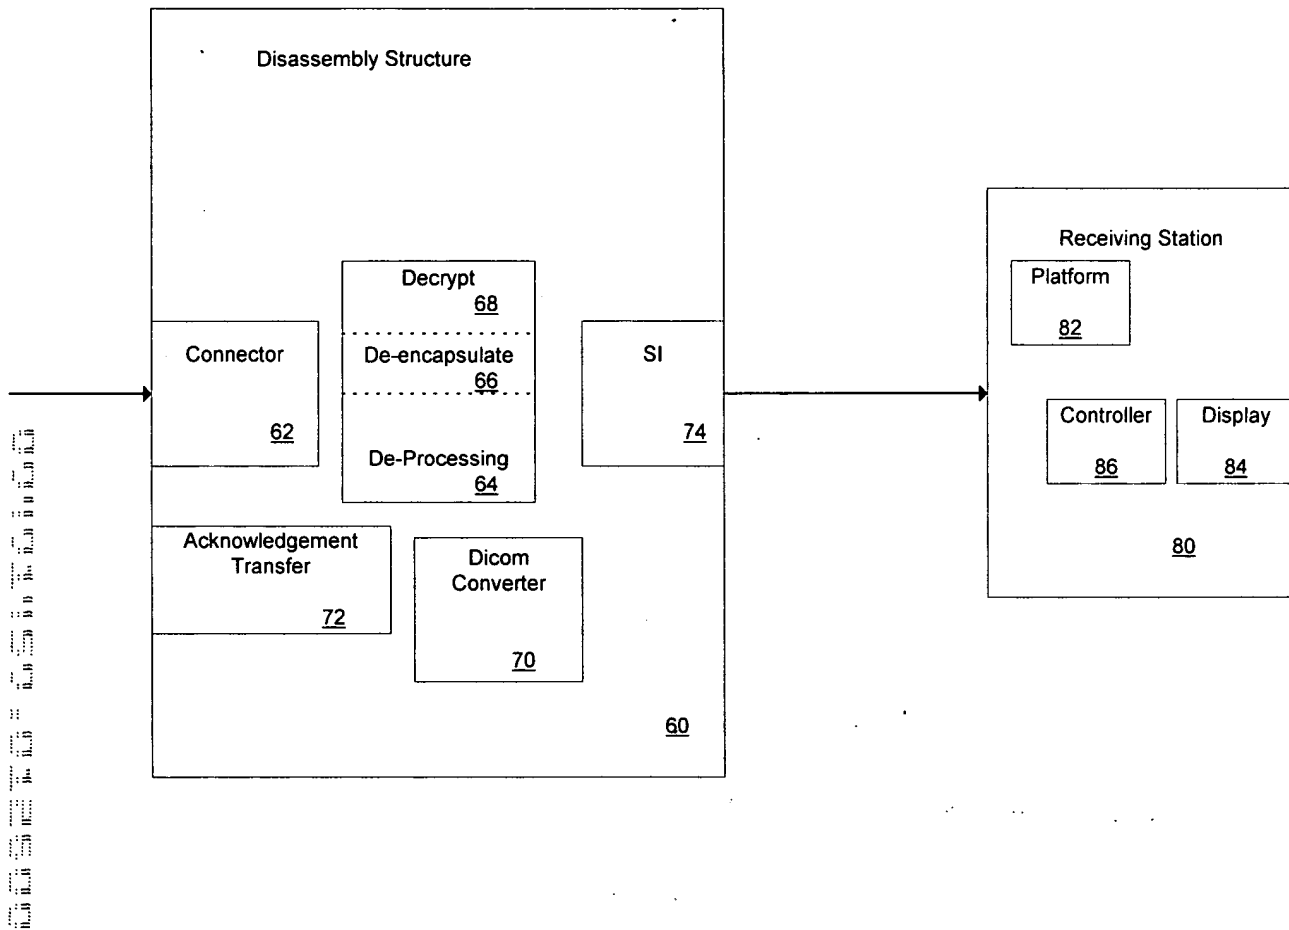 Disassembly Structure
Decrypt
68
De-encapsulate
66
De-Processing
64
Connector
62
SI
74
Acknowledgement
Transfer
72
Dicom
Converter
70
60
Receiving Station
Platform
82
Controller
86
Display
84
80